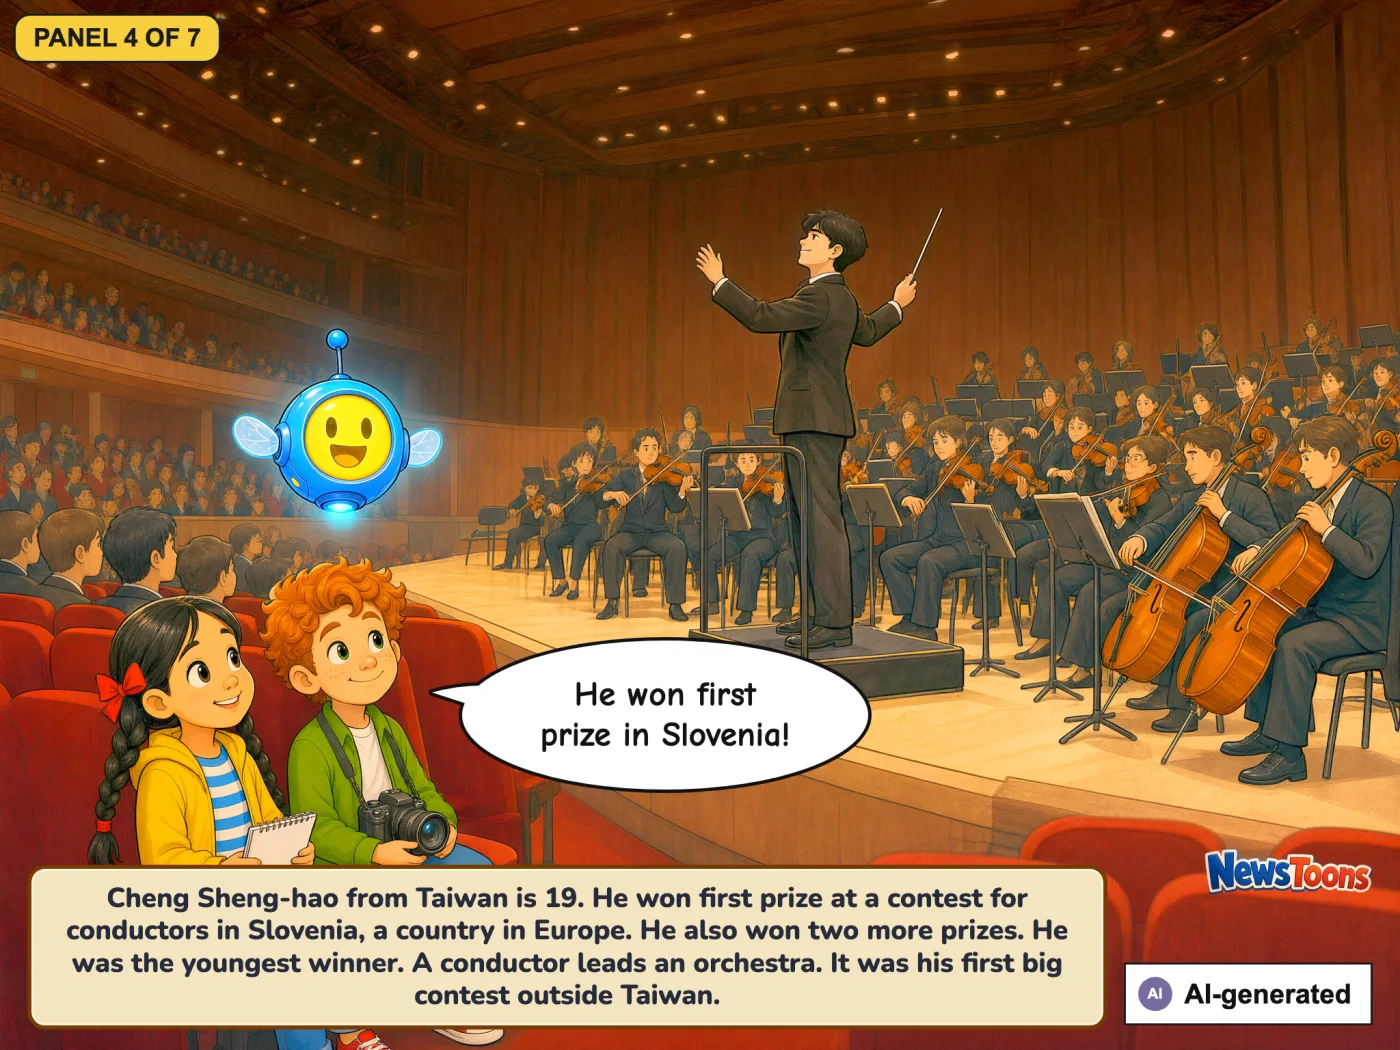 PANEL 4 OF 7
He won first
prize in Slovenia!
Cheng Sheng-hao from Taiwan is 19. He won first prize at a contest for
conductors in Slovenia, a country in Europe. He also won two more prizes. He
was the youngest winner. A conductor leads an orchestra. It was his first big
contest outside Taiwan.
NewsToons
AI AI-generated